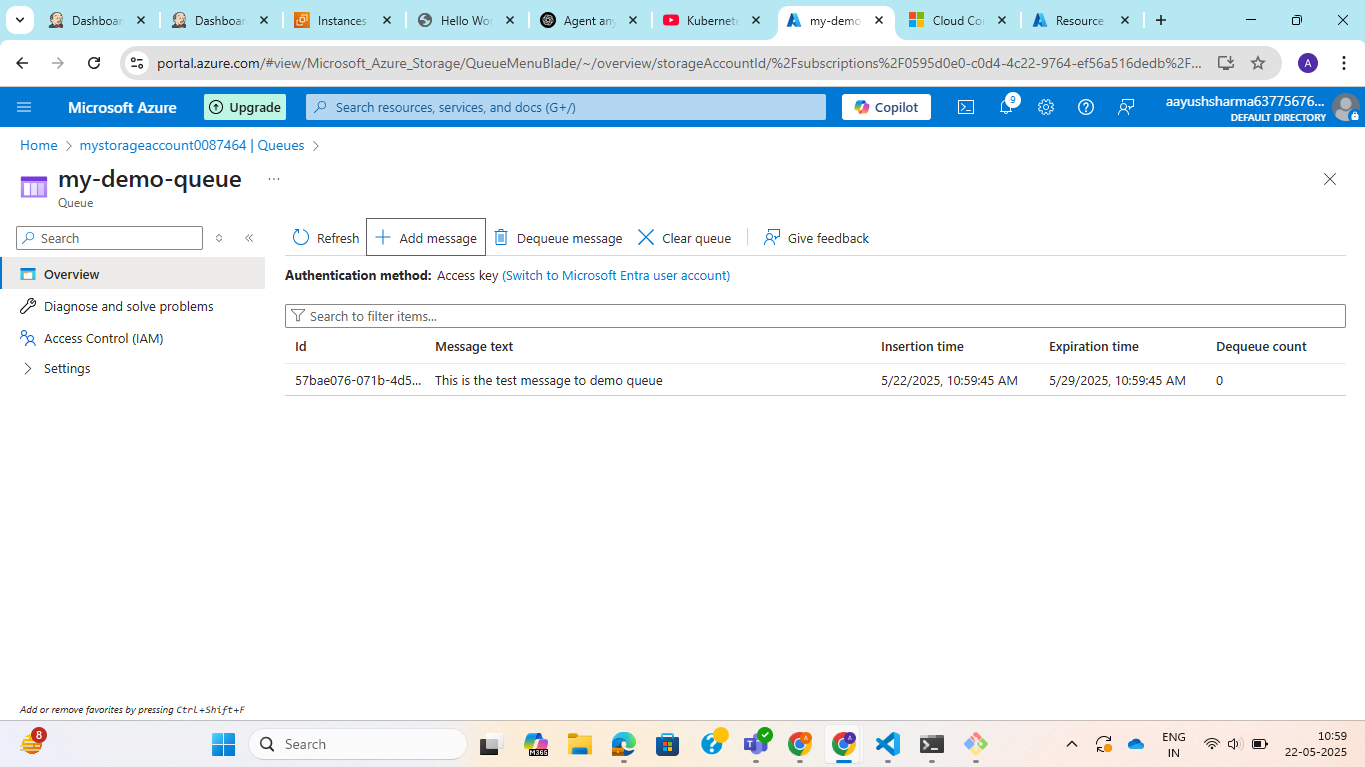 Dashboar
Dashboar
Instances
Hello Wor
Agent any
Kubernete
my-demo
Cloud Co
Resource
portal.azure.com/#view/Microsoft_Azure_Storage/QueueMenuBlade/~/overview/storageAccountId/%2Fsubscriptions%2F0595d0e0-c0d4-4c22-9764-ef56a516dedb%2F...
A
Microsoft Azure
Upgrade
Search resources, services, and docs (G+/)
Copilot
9
aayushsharma63775676...
DEFAULT DIRECTORY
Home > mystorageaccount0087464 | Queues >
my-demo-queue ...
Queue
Search
Refresh
Add message
Dequeue message
Clear queue
Give feedback
Overview
Authentication method: Access key (Switch to Microsoft Entra user account)
Diagnose and solve problems
Search to filter items...
Access Control (IAM)
Id Message text Insertion time Expiration time Dequeue count
Settings
57bae076-071b-4d5... This is the test message to demo queue 5/22/2025, 10:59:45 AM 5/29/2025, 10:59:45 AM 0
Add or remove favorites by pressing Ctrl+Shift+F
8
Search
M365
ENG
IN
10:59
22-05-2025